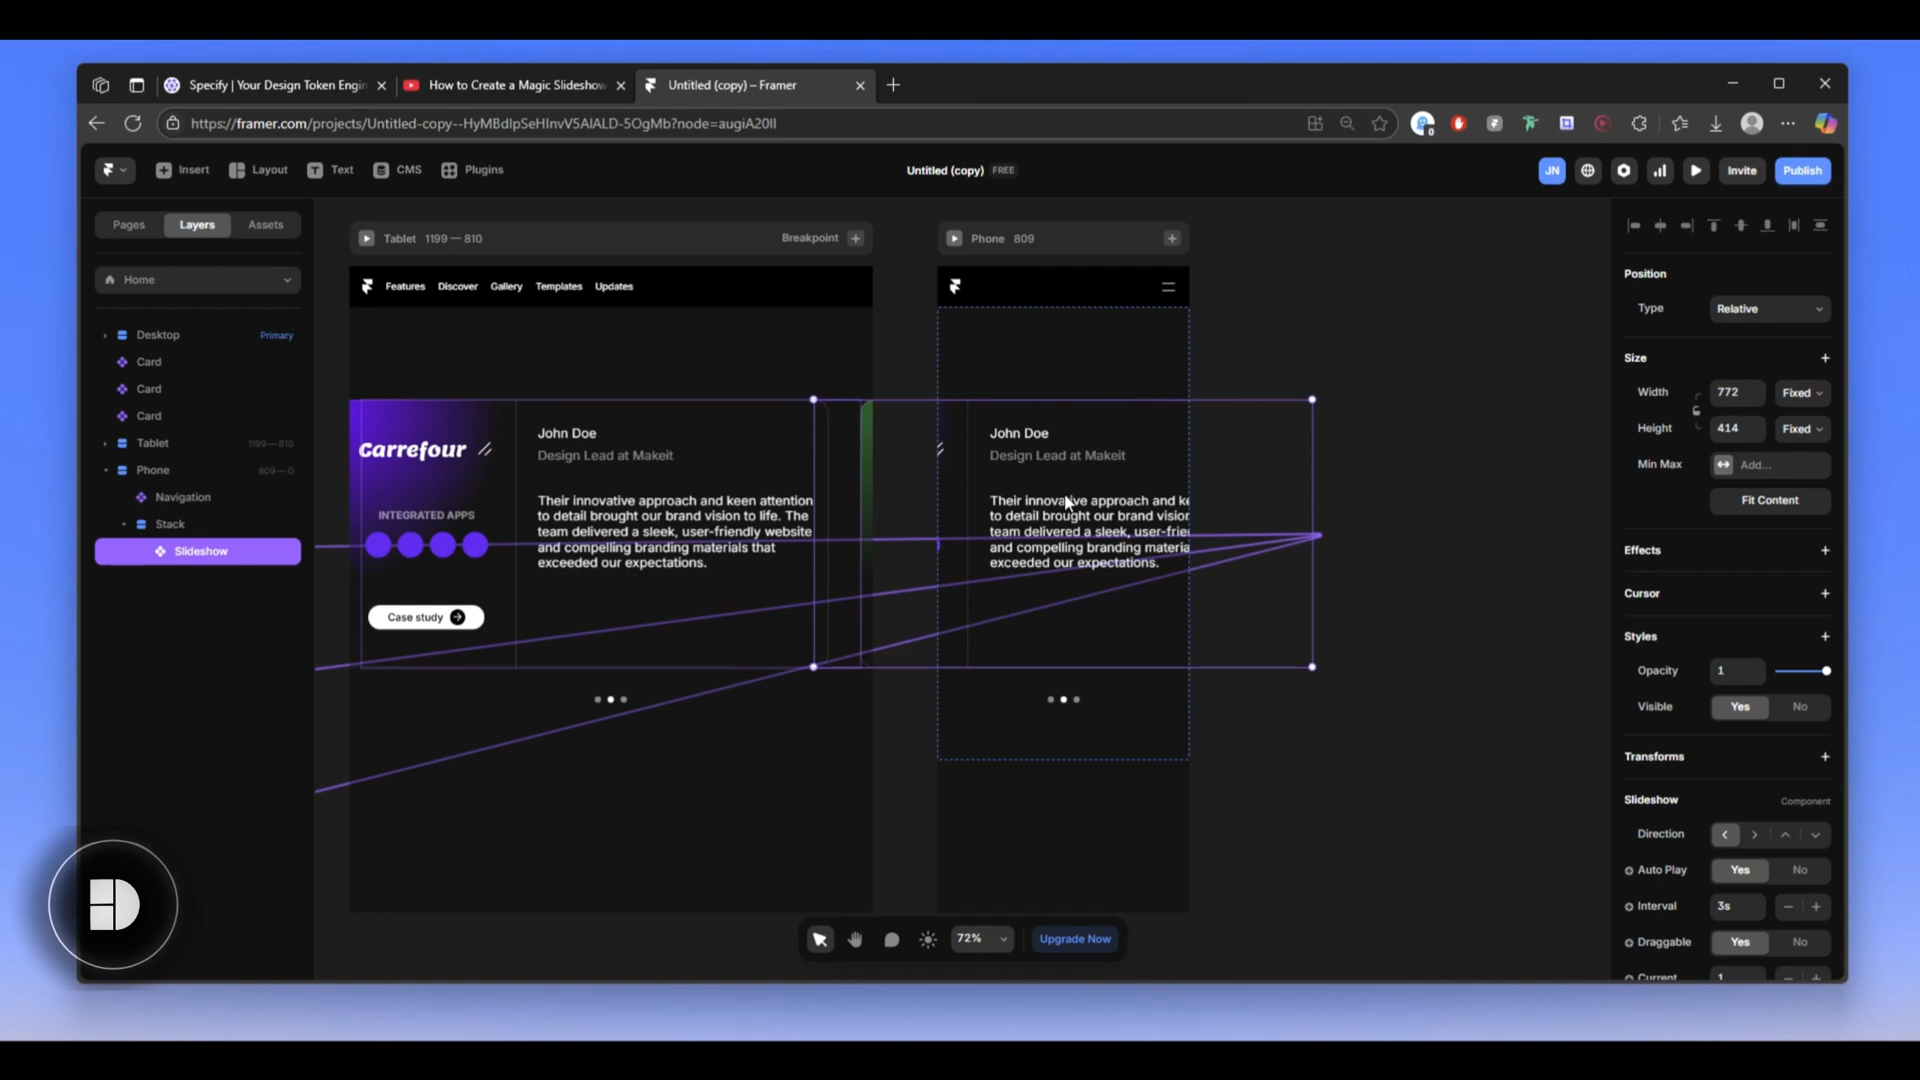 Specify | Your Design Token Engin
How to Create a Magic Slideshow
Untitled (copy) – Framer
https://framer.com/projects/Untitled-copy--HyMBdlpSeHlnvV5AlALD-5OgMb?node=augiA20Il
Insert
Layout
Text
CMS
Plugins
Untitled (copy) FREE
JN
Invite
Publish
Pages
Layers
Assets
Home
Desktop
Primary
Card
Card
Card
Tablet
1199 — 810
Phone
809 — 0
Navigation
Stack
Slideshow
Tablet 1199 — 810
Breakpoint
Features
Discover
Gallery
Templates
Updates
Carrefour
INTEGRATED APPS
Case study
John Doe
Design Lead at Makeit
Their innovative approach and keen attention
to detail brought our brand vision to life. The
team delivered a sleek, user-friendly website
and compelling branding materials that
exceeded our expectations.
Phone 809
John Doe
Design Lead at Makeit
Their innovative approach and ke
to detail brought our brand vision
team delivered a sleek, user-frie
and compelling branding materia
exceeded our expectations.
72%
Upgrade Now
Position
Type
Relative
Size
Width
772
Fixed
Height
414
Fixed
Min Max
Add...
Fit Content
Effects
Cursor
Styles
Opacity
1
Visible
Yes
No
Transforms
Slideshow
Component
Direction
Auto Play
Yes
No
Interval
3s
Draggable
Yes
No
Current
1